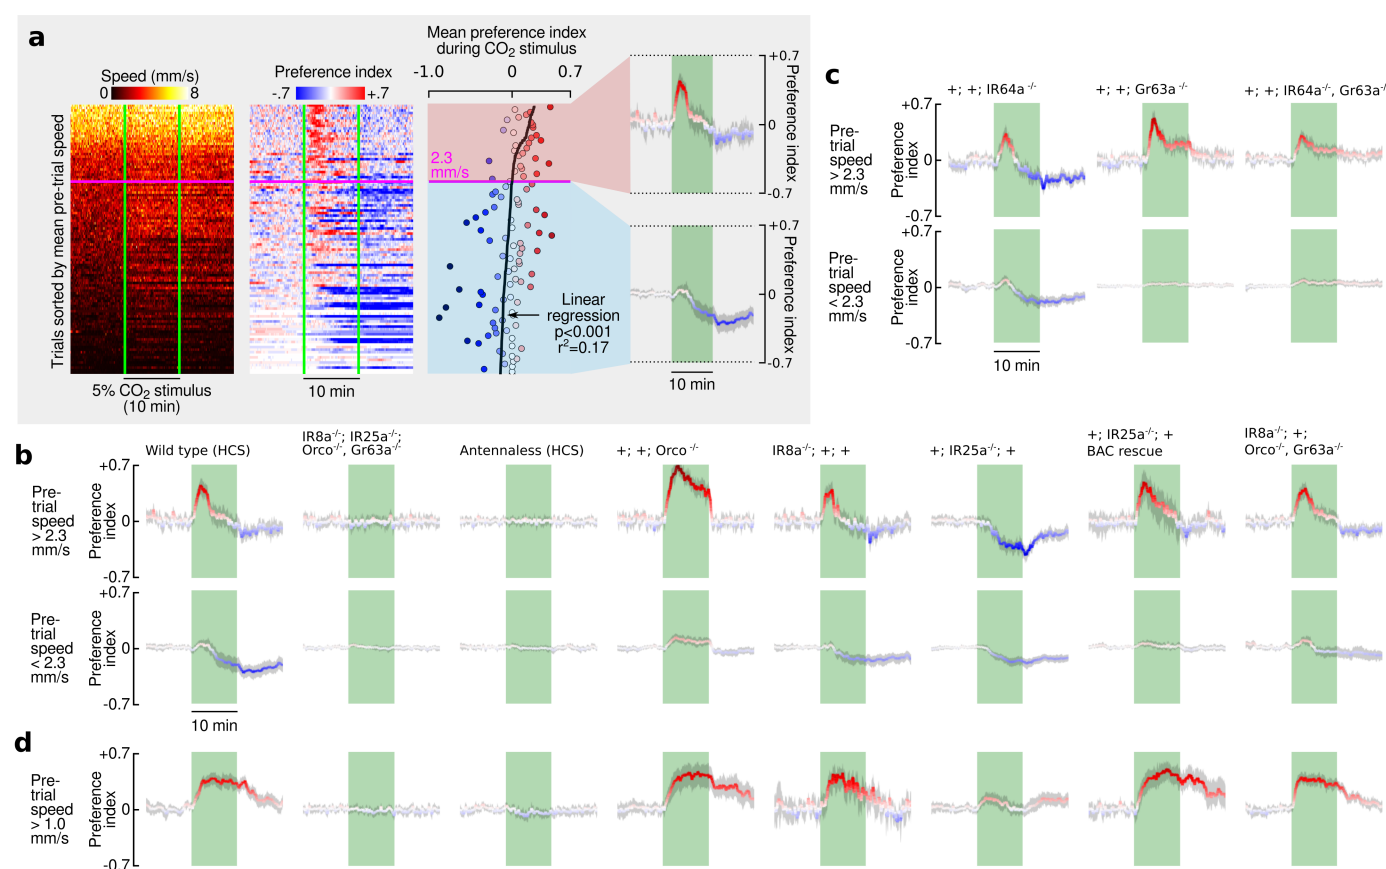 a
Mean preference index
during CO2 stimulus
Speed (mm/s)
0 8
Preference index
-.7 +.7
-1.0 0 0.7
Trials sorted by mean pre-trial speed
2.3
mm/s
Linear
regression
p<0.001
r2=0.17
5% CO2 stimulus
(10 min)
10 min
+0.7
0
-0.7
Preference index
+0.7
0
-0.7
Preference index
10 min
c
+; +; IR64a -/-
+; +; Gr63a -/-
+; +; IR64a-/-, Gr63a-/
Pre-
trial
speed
> 2.3
mm/s
Preference
index
+0.7
0
-0.7
Pre-
trial
speed
< 2.3
mm/s
Preference
index
+0.7
0
-0.7
10 min
b
Wild type (HCS)
IR8a-/-; IR25a-/-;
Orco-/-, Gr63a-/-
Antennaless (HCS)
+; +; Orco -/-
IR8a-/-; +; +
+; IR25a-/-; +
+; IR25a-/-; +
BAC rescue
IR8a-/-; +;
Orco-/-, Gr63a-/-
Pre-
trial
speed
> 2.3
mm/s
Preference
index
+0.7
0
-0.7
Pre-
trial
speed
< 2.3
mm/s
Preference
index
+0.7
0
-0.7
10 min
d
Pre-
trial
speed
> 1.0
mm/s
Preference
index
+0.7
0
-0.7